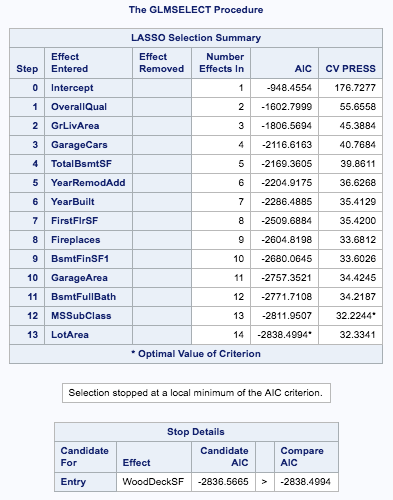 The GLMSELECT Procedure
LASSO Selection Summary
Step Effect Entered Effect Removed Number Effects In AIC CV PRESS
0 Intercept 1 -948.4554 176.7277
1 OverallQual 2 -1602.7999 55.6558
2 GrLivArea 3 -1806.5694 45.3884
3 GarageCars 4 -2116.6163 40.7684
4 TotalBsmtSF 5 -2169.3605 39.8611
5 YearRemodAdd 6 -2204.9175 36.6268
6 YearBuilt 7 -2286.4885 35.4129
7 FirstFlrSF 8 -2509.6884 35.4200
8 Fireplaces 9 -2604.8198 33.6812
9 BsmtFinSF1 10 -2680.0645 33.6026
10 GarageArea 11 -2757.3521 34.4245
11 BsmtFullBath 12 -2771.7108 34.2187
12 MSSubClass 13 -2811.9507 32.2244*
13 LotArea 14 -2838.4994* 32.3341
* Optimal Value of Criterion
Selection stopped at a local minimum of the AIC criterion.
Stop Details
Candidate For Effect Candidate AIC Compare AIC
Entry WoodDeckSF -2836.5665 > -2838.4994